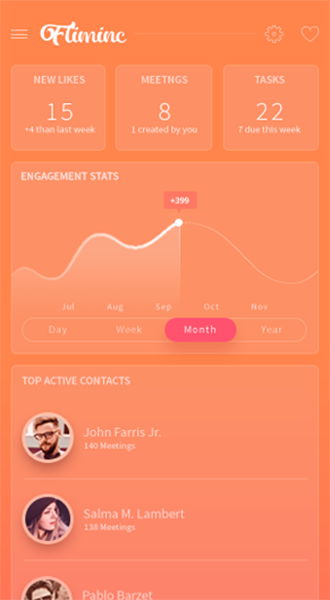 Ftiminc
NEW LIKES
15
+4 than last week
MEETNGS
8
1 created by you
TASKS
22
7 due this week
ENGAGEMENT STATS
+399
Jul Aug Sep Oct Nov
Day Week Month Year
TOP ACTIVE CONTACTS
John Farris Jr.
140 Meetings
Salma M. Lambert
138 Meetings
Pablo Barzet